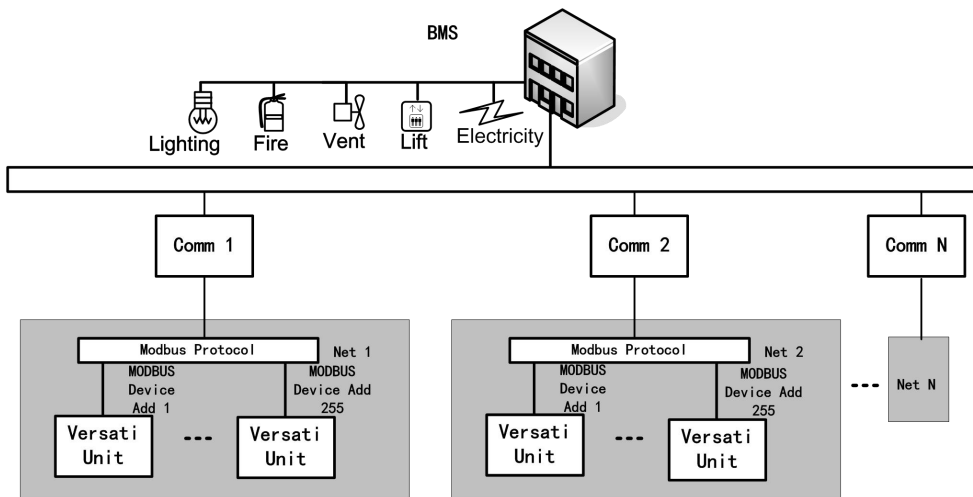 BMS
Lighting
Fire
Vent
Lift
Electricity
Comm 1
Comm 2
Comm N
Modbus Protocol
Net 1
MODBUS
Device
Add 1
MODBUS
Device Add
255
Versati
Unit
Versati
Unit
Modbus Protocol
Net 2
MODBUS
Device
Add 1
MODBUS
Device Add
255
Versati
Unit
Versati
Unit
Net N